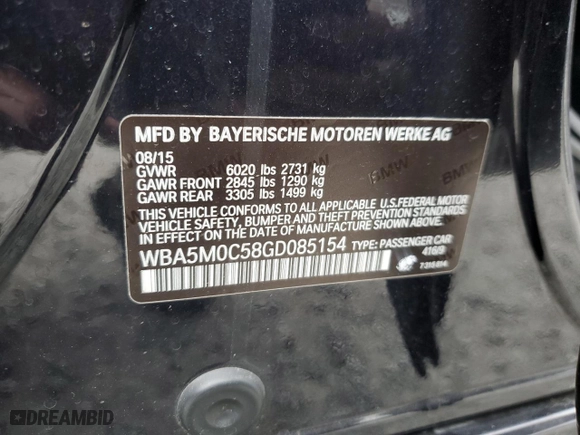 MFD BY BAYERISCHE MOTOREN WERKE AG
08/15
GVWR 6020 lbs 2731 kg
GAWR FRONT 2845 lbs 1290 kg
GAWR REAR 3305 lbs 1499 kg
THIS VEHICLE CONFORMS TO ALL APPLICABLE U.S.FEDERAL MOTOR
VEHICLE SAFETY, BUMPER AND THEFT PREVENTION STANDARDS
IN EFFECT ON THE DATE OF MANUFACTURE SHOWN ABOVE.
WBA5M0C58GD085154 TYPE: PASSENGER CAR
416/9
DREAMBID